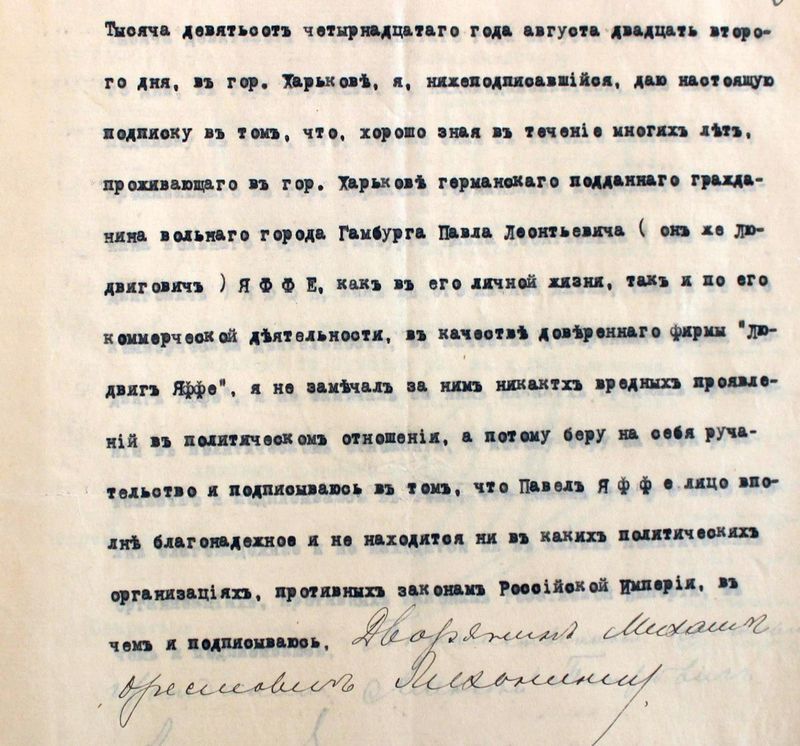 Тысяча девятьсотъ четырнадцатаго года августа двадцать второ-
го дня, въ гор. Харьковѣ, я, нижеподписавшійся, даю настоящую
подписку въ томъ, что, хорошо зная въ теченіе многихъ лѣтъ,
проживающаго въ гор. Харьковѣ германскаго подданнаго гражда-
нина вольнаго города Гамбурга Павла Леонтьевича ( онъ же Лю-
двиговичъ ) Я Ф Ф Е, какъ въ его личной жизни, такъ и по его
коммерческой дѣятельности, въ качествѣ довѣреннаго фирмы "Лю-
двигъ Яффе", я не замѣчалъ за нимъ никактхъ вредныхъ проявле-
ній въ политическомъ отношеніи, а потому беру на себя руча-
тельство и подписываюсь въ томъ, что Павелъ Я ф ф е лицо впо-
лнѣ благонадежное и не находится ни въ какихъ политическихъ
организаціяхъ, противныхъ законамъ Россійской Имперіи, въ
чемъ и подписываюсь. Дворянинъ Михаилъ
Орестовичъ